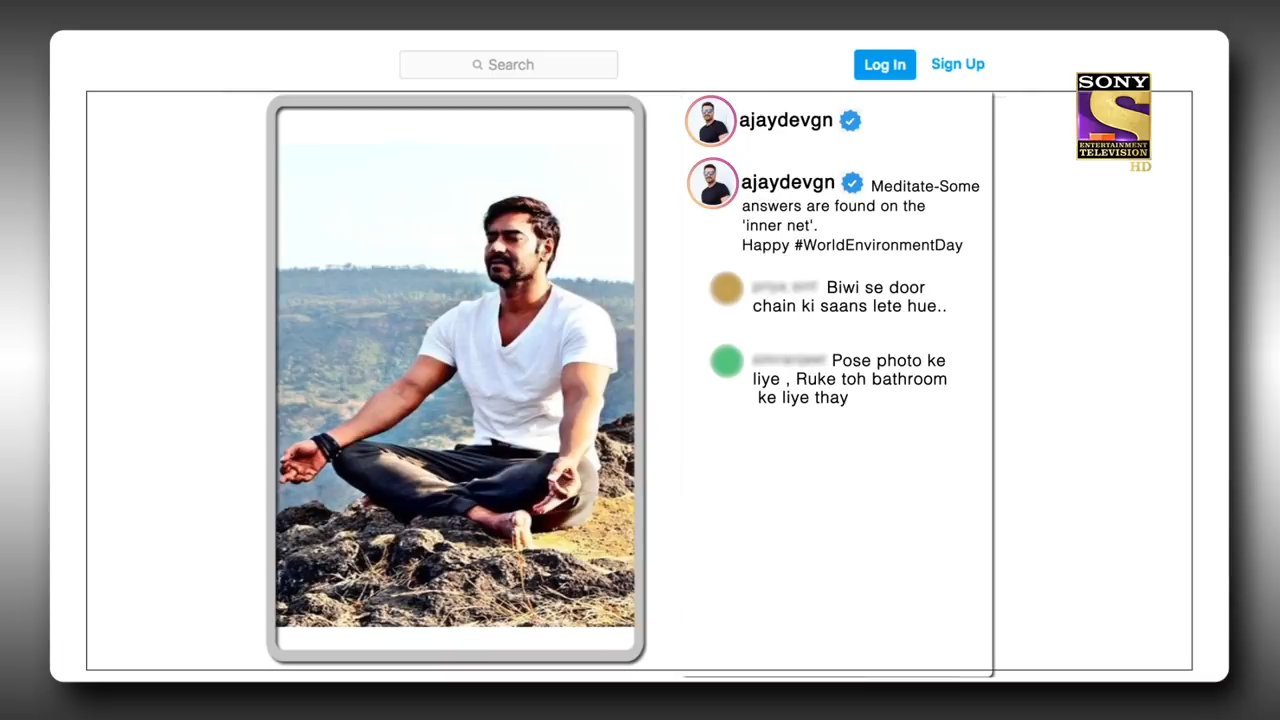 Search
Log In
Sign Up
SONY
ENTERTAINMENT
TELEVISION
HD
ajaydevgn
ajaydevgn Meditate-Some
answers are found on the
'inner net'.
Happy #WorldEnvironmentDay
Biwi se door
chain ki saans lete hue..
Pose photo ke
liye , Ruke toh bathroom
ke liye thay